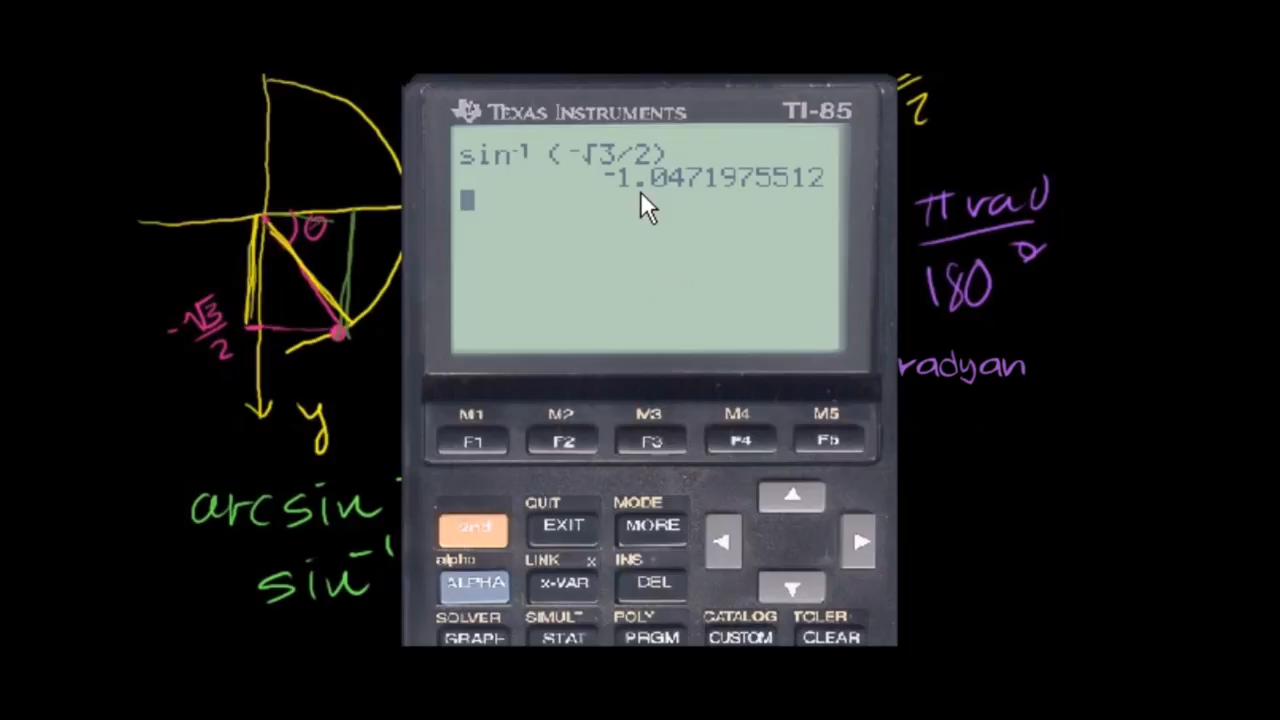 TEXAS INSTRUMENTS TI-85
sin⁻¹ (-√3/2)
-1.0471975512
θ
-√3/2
y
2
π rad
180°
radyan
arcsin
sin⁻¹
M1 M2 M3 M4 M5
F1 F2 F3 F4 F5
QUIT MODE
2nd EXIT MORE
alpha LINK x INS
ALPHA x-VAR DEL
SOLVER SIMULT POLY CATALOG TOLER
GRAPH STAT PRGM CUSTOM CLEAR